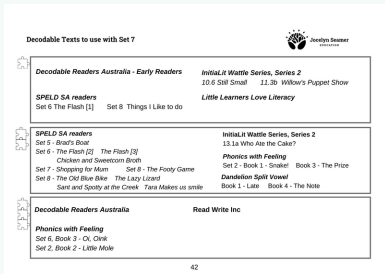 Decodable Texts to use with Set 7
Jocelyn Seamer
EDUCATION
Decodable Readers Australia - Early Readers
SPELD SA readers
Set 6 The Flash [1] Set 8 Things I Like to do
InitiaLit Wattle Series, Series 2
10.6 Still Small 11.3b Willow's Puppet Show
Little Learners Love Literacy
SPELD SA readers
Set 5 - Brad's Boat
Set 6 - The Flash [2] The Flash [3]
Chicken and Sweetcorn Broth
Set 7 - Shopping for Mum Set 8 - The Footy Game
Set 8 - The Old Blue Bike The Lazy Lizard
Sant and Spotty at the Creek Tara Makes us smile
InitiaLit Wattle Series, Series 2
13.1a Who Ate the Cake?
Phonics with Feeling
Set 2 - Book 1 - Snake! Book 3 - The Prize
Dandelion Split Vowel
Book 1 - Late Book 4 - The Note
Decodable Readers Australia
Read Write Inc
Phonics with Feeling
Set 6, Book 3 - Oi, Oink
Set 2, Book 2 - Little Mole
42